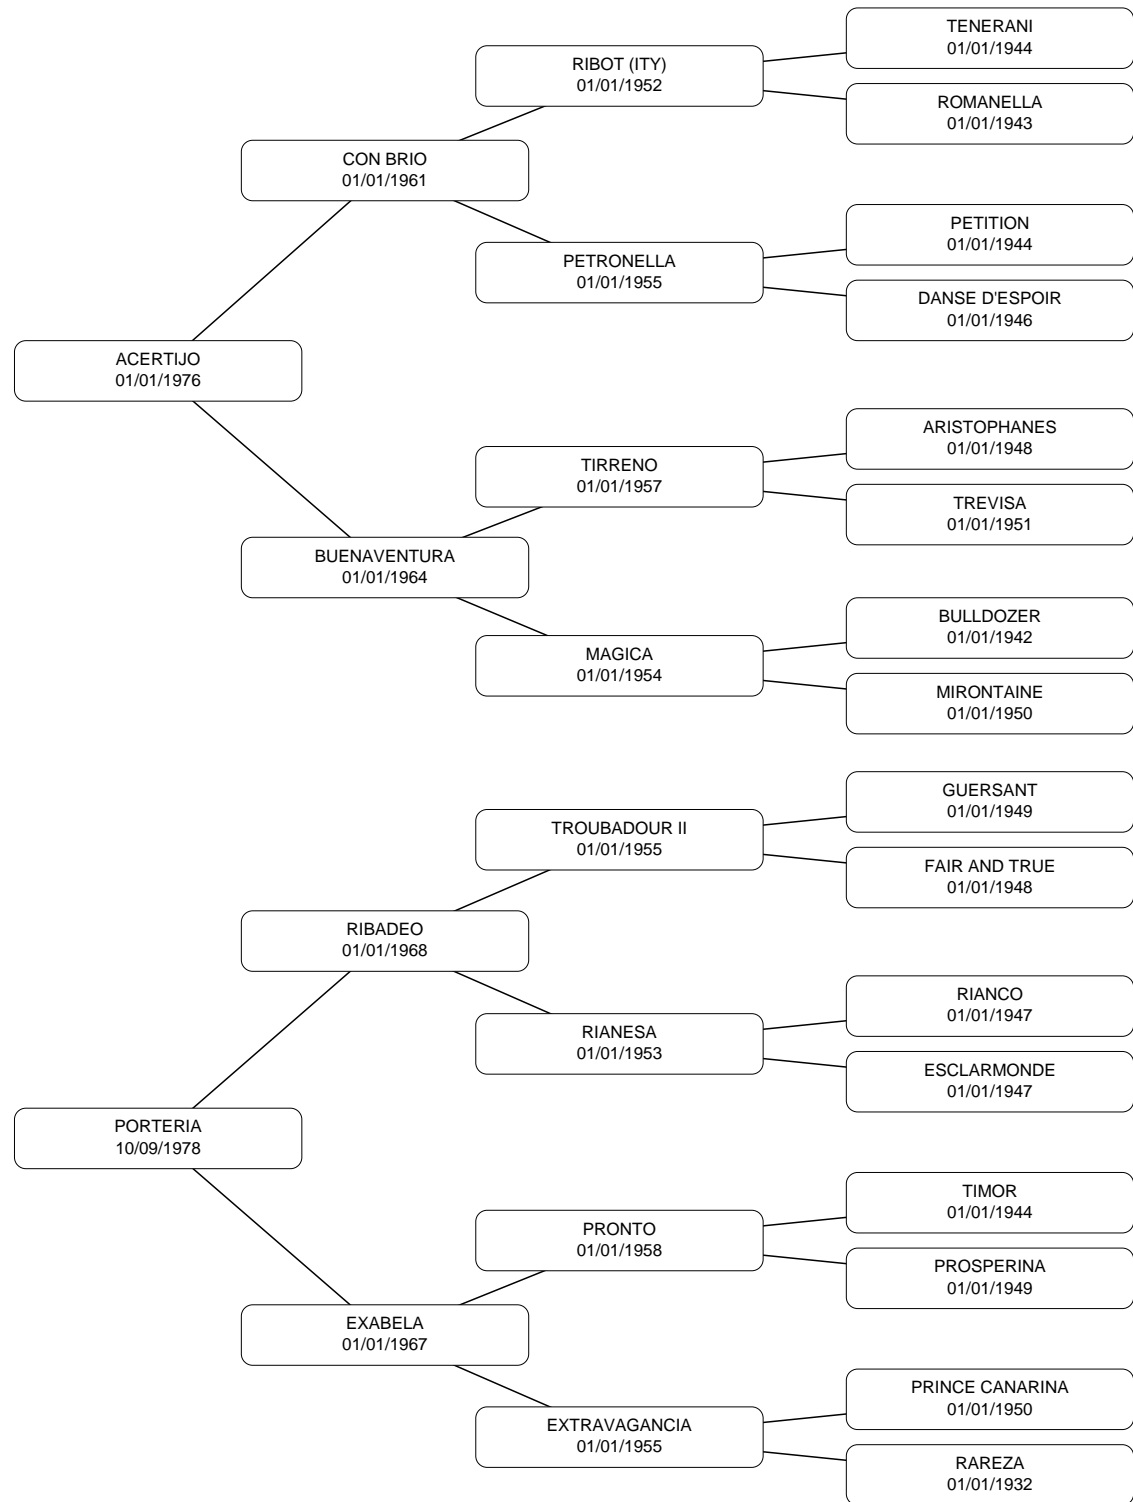 TENERANI
01/01/1944
RIBOT (ITY)
01/01/1952
ROMANELLA
01/01/1943
CON BRIO
01/01/1961
PETITION
01/01/1944
PETRONELLA
01/01/1955
DANSE D'ESPOIR
01/01/1946
ACERTIJO
01/01/1976
ARISTOPHANES
01/01/1948
TIRRENO
01/01/1957
TREVISA
01/01/1951
BUENAVENTURA
01/01/1964
BULLDOZER
01/01/1942
MAGICA
01/01/1954
MIRONTAINE
01/01/1950
GUERSANT
01/01/1949
TROUBADOUR II
01/01/1955
FAIR AND TRUE
01/01/1948
RIBADEO
01/01/1968
RIANCO
01/01/1947
RIANESA
01/01/1953
ESCLARMONDE
01/01/1947
PORTERIA
10/09/1978
TIMOR
01/01/1944
PRONTO
01/01/1958
PROSPERINA
01/01/1949
EXABELA
01/01/1967
PRINCE CANARINA
01/01/1950
EXTRAVAGANCIA
01/01/1955
RAREZA
01/01/1932